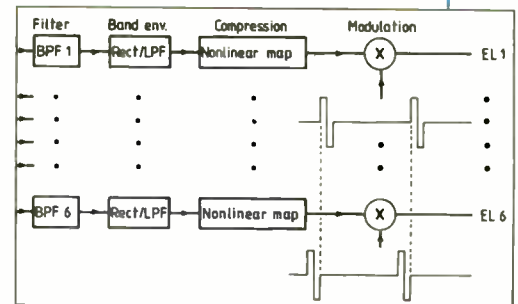 Filter Band env. Compression Modulation
BPF 1 Rect/LPF Nonlinear map X EL 1
BPF 6 Rect/LPF Nonlinear map X EL 6